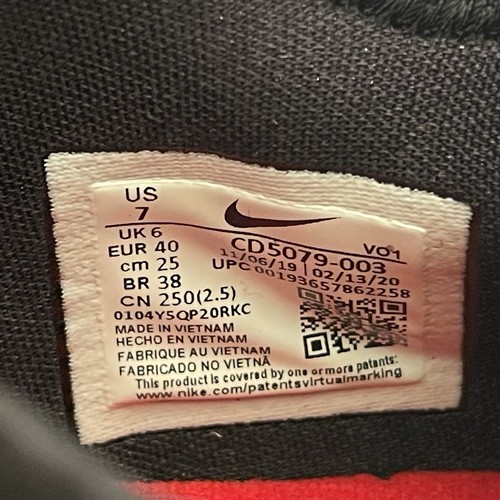 US
7
UK 6
EUR 40
cm 25
BR 38
CN 250(2.5)
0104Y5QP20RKC
CD5079-003 VO1
11/06/19 | 02/13/20
UPC 00193657862258
MADE IN VIETNAM
HECHO EN VIETNAM
FABRIQUE AU VIETNAM
FABRICADO NO VIETNÃ
This product is covered by one or more patents:
www.nike.com/patentsvirtualmarking